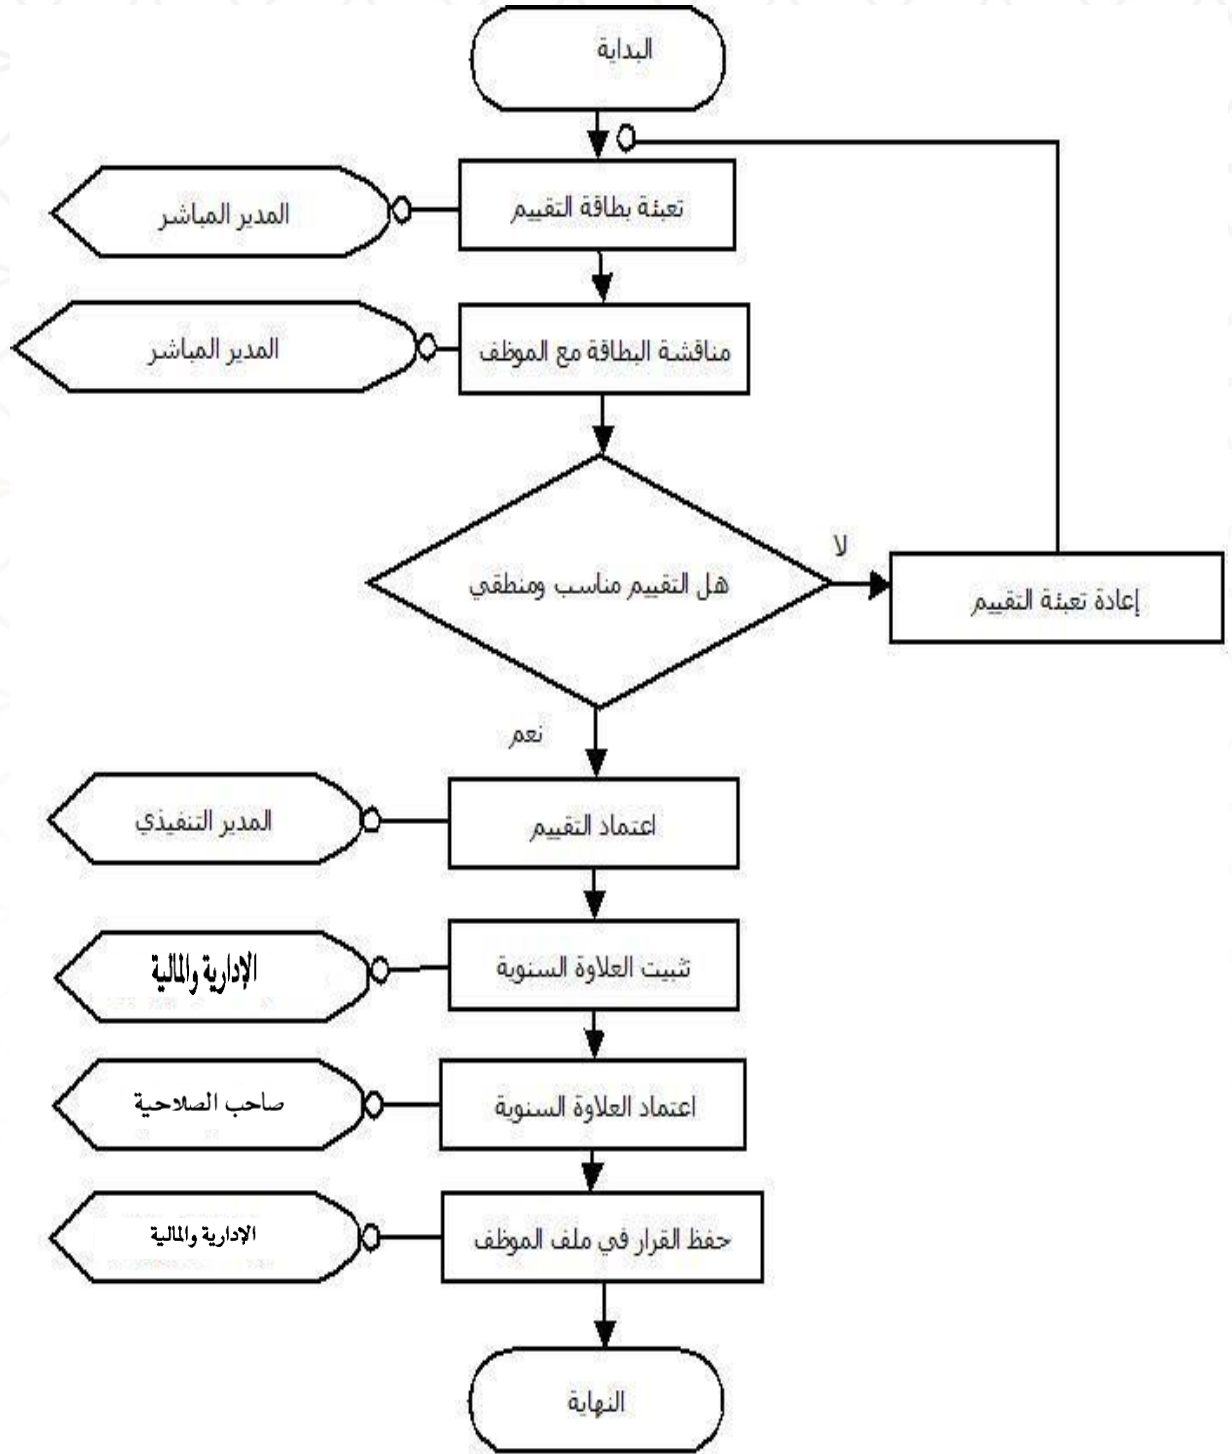 البداية
تعبئة بطاقة التقييم
المدير المباشر
مناقشة البطاقة مع الموظف
المدير المباشر
هل التقييم مناسب ومنطقي
لا
إعادة تعبئة التقييم
نعم
اعتماد التقييم
المدير التنفيذي
تثبيت العلاوة السنوية
الإدارية والمالية
اعتماد العلاوة السنوية
صاحب الصلاحية
حفظ القرار في ملف الموظف
الإدارية والمالية
النهاية